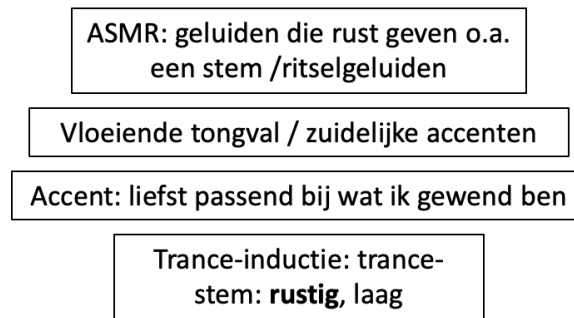 ASMR: geluiden die rust geven o.a.
een stem /ritselgeluiden
Vloeiende tongval / zuidelijke accenten
Accent: liefst passend bij wat ik gewend ben
Trance-inductie: trance-
stem: rustig, laag